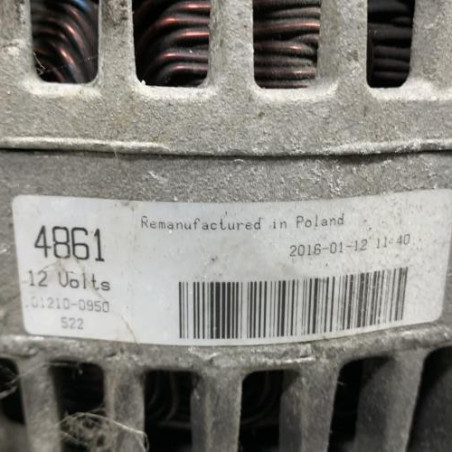 4861
Remanufactured in Poland
2016-01-12 11:40
12 Volts
01210-0950
522